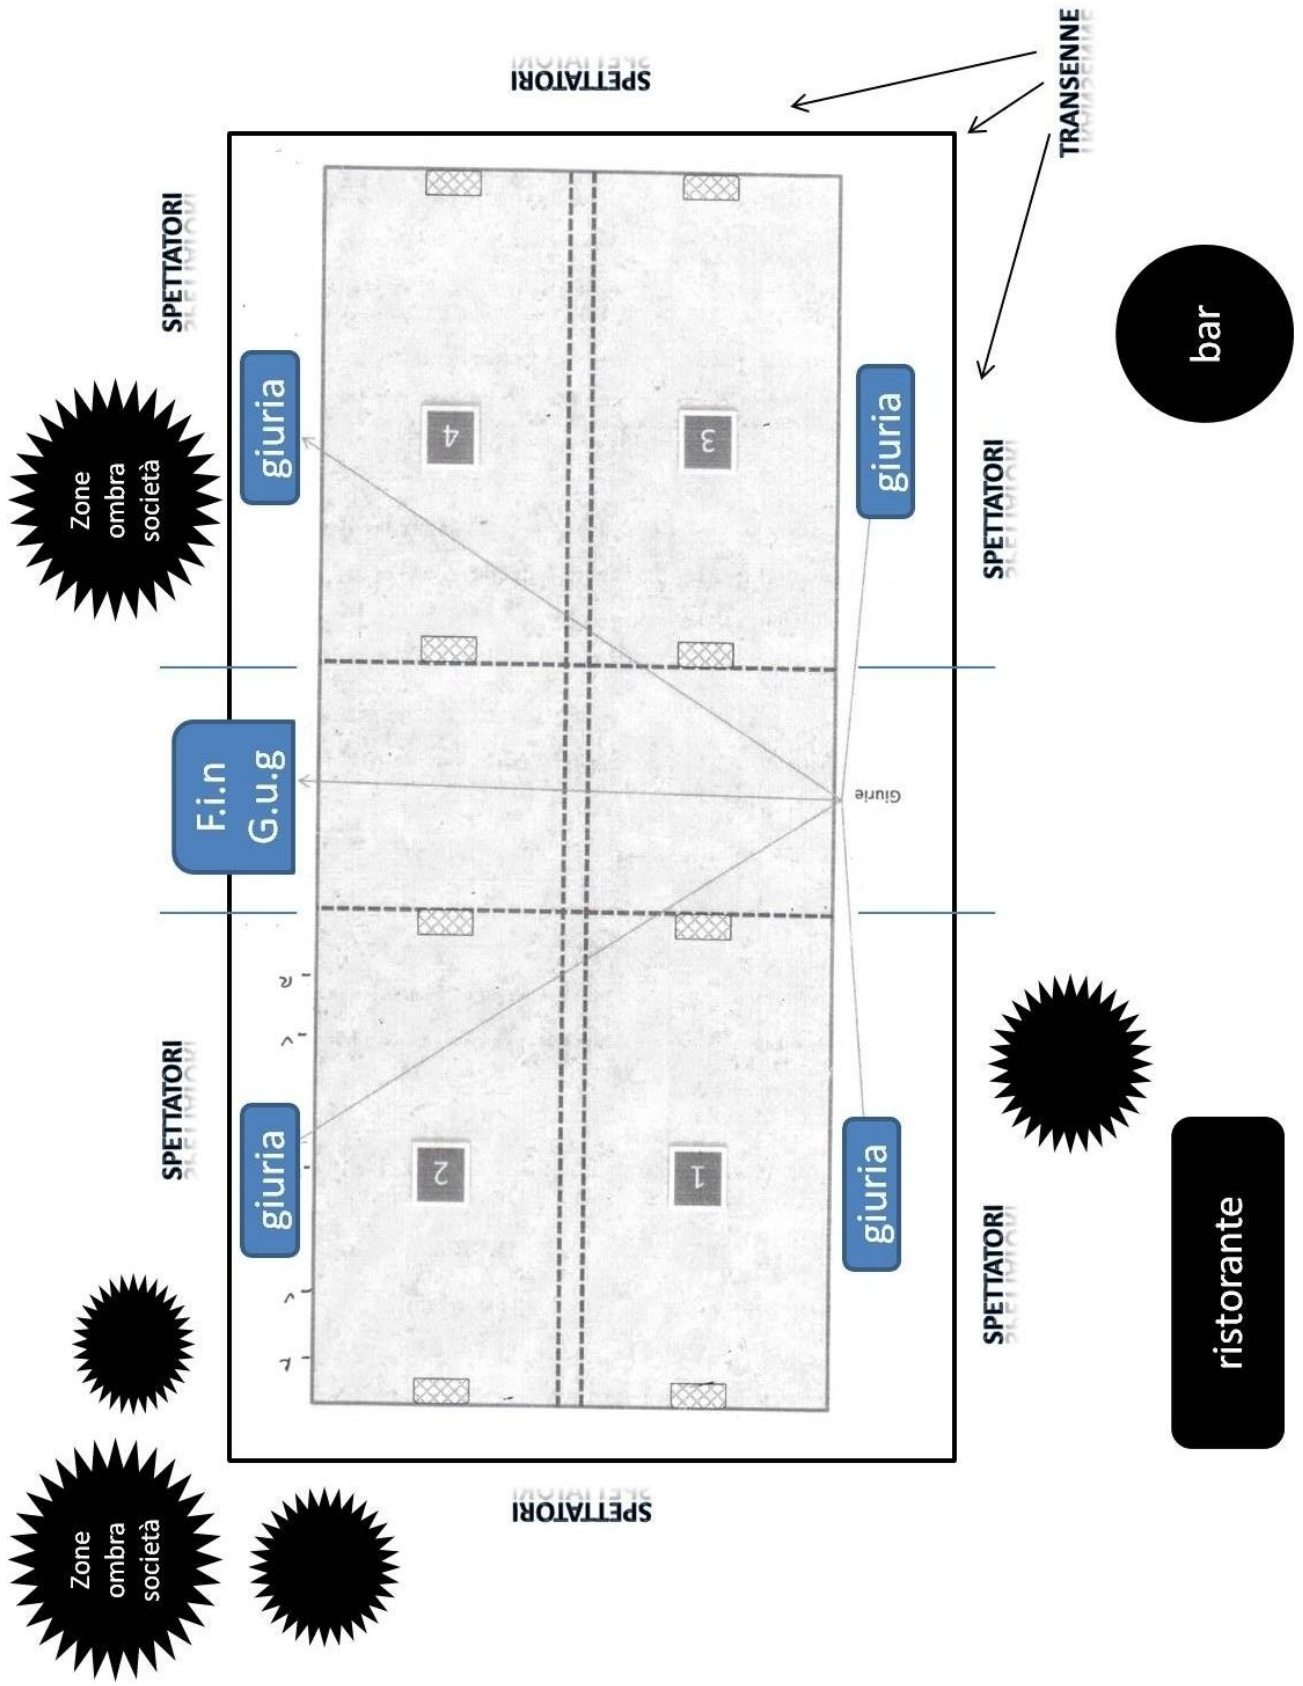 Zone
ombra
società
Zone
ombra
società
SPETTATORI
SPETTATORI
F.i.n
G.u.g
giuria
giuria
2
4
SPETTATORI
SPETTATORI
1
3
giuria
Giurie
giuria
SPETTATORI
SPETTATORI
TRANSENNE
ristorante
bar